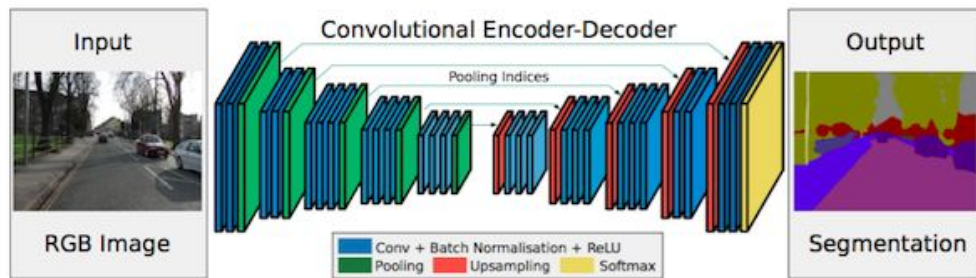 Input
Convolutional Encoder-Decoder
Output
Pooling Indices
RGB Image
Segmentation
Conv + Batch Normalisation + ReLU
Pooling Upsampling Softmax